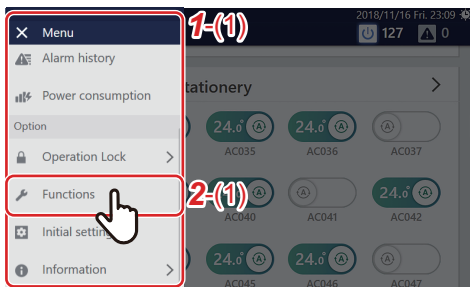 2018/11/16 Fri. 23:09
1-(1)
Menu
127
0
Alarm history
Power consumption
tationery
Option
24.0 A
24.0 A
A
AC035
AC036
AC037
Operation Lock
Functions
2-(1)
A
A
24.0 A
AC040
AC041
AC042
Initial setting
24.0 A
24.0 A
A
Information
AC045
AC046
AC047